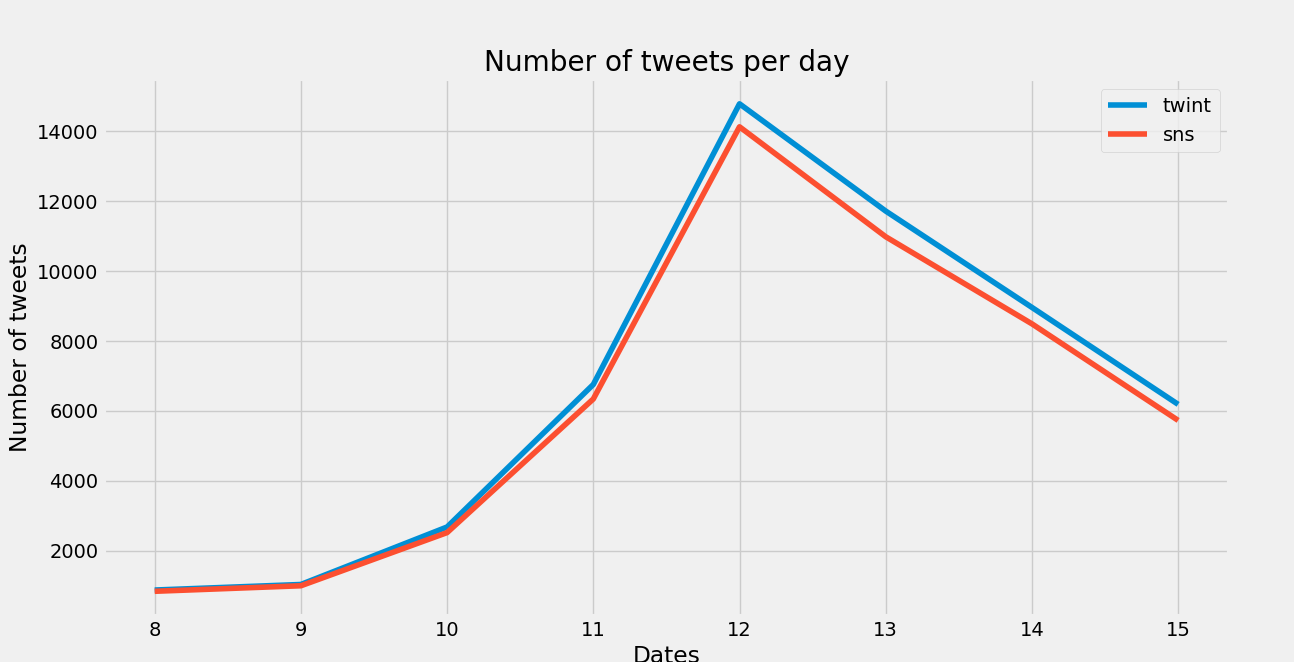 Number of tweets per day
twint
sns
Number of tweets
14000
12000
10000
8000
6000
4000
2000
8 9 10 11 12 13 14 15
Dates